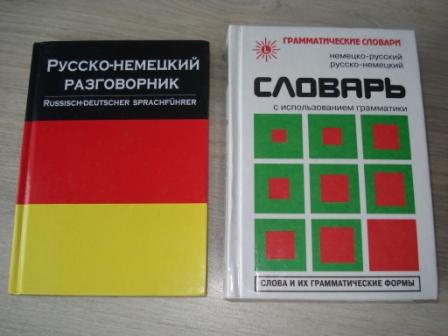 Русско-немецкий
разговорник
Russisch-deutscher sprachführer
ГРАММАТИЧЕСКИЕ СЛОВАРИ
немецко-русский
русско-немецкий
СЛОВАРЬ
с использованием грамматики
СЛОВА И ИХ ГРАММАТИЧЕСКИЕ ФОРМЫ